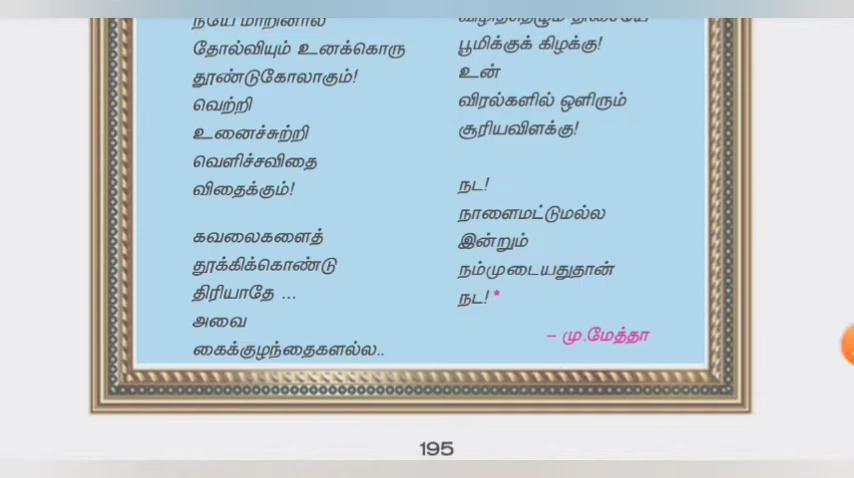 நீயே மாறினால்
தோல்வியும் உனக்கொரு
தூண்டுகோலாகும்!
வெற்றி
உனைச்சுற்றி
வெளிச்சவிதை
விதைக்கும்!
கவலைகளைத்
தூக்கிக்கொண்டு
திரியாதே ...
அவை
கைக்குழந்தைகளல்ல..
பூமிக்குக் கிழக்கு!
உன்
விரல்களில் ஒளிரும்
சூரியவிளக்கு!
நட!
நாளைமட்டுமல்ல
இன்றும்
நம்முடையதுதான்
நட! *
– மு.மேத்தா
195